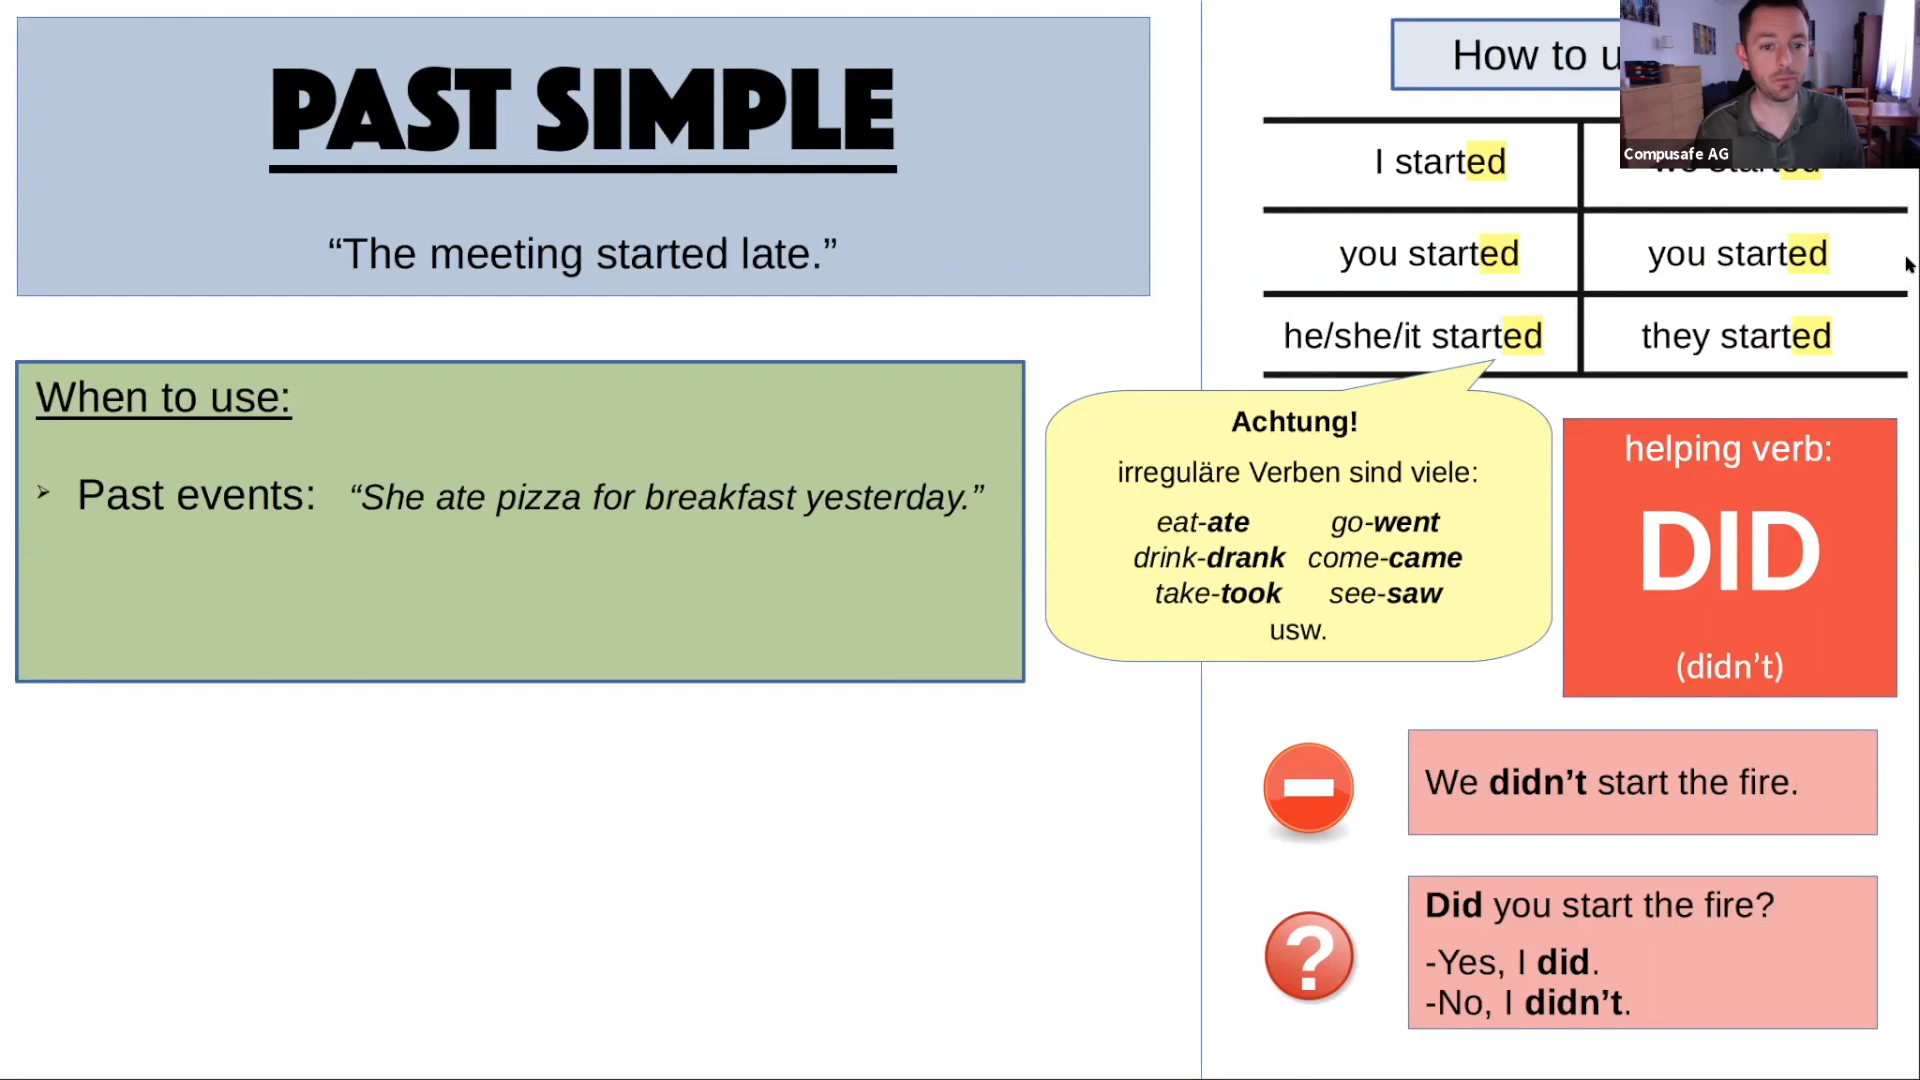 PAST SIMPLE
“The meeting started late.”
When to use:
➢ Past events: “She ate pizza for breakfast yesterday.”
How to
Compusafe AG
I started
you started
you started
he/she/it started
they started
Achtung!
irreguläre Verben sind viele:
eat-ate go-went
drink-drank come-came
take-took see-saw
usw.
helping verb:
DID
(didn’t)
We didn’t start the fire.
?
Did you start the fire?
-Yes, I did.
-No, I didn’t.